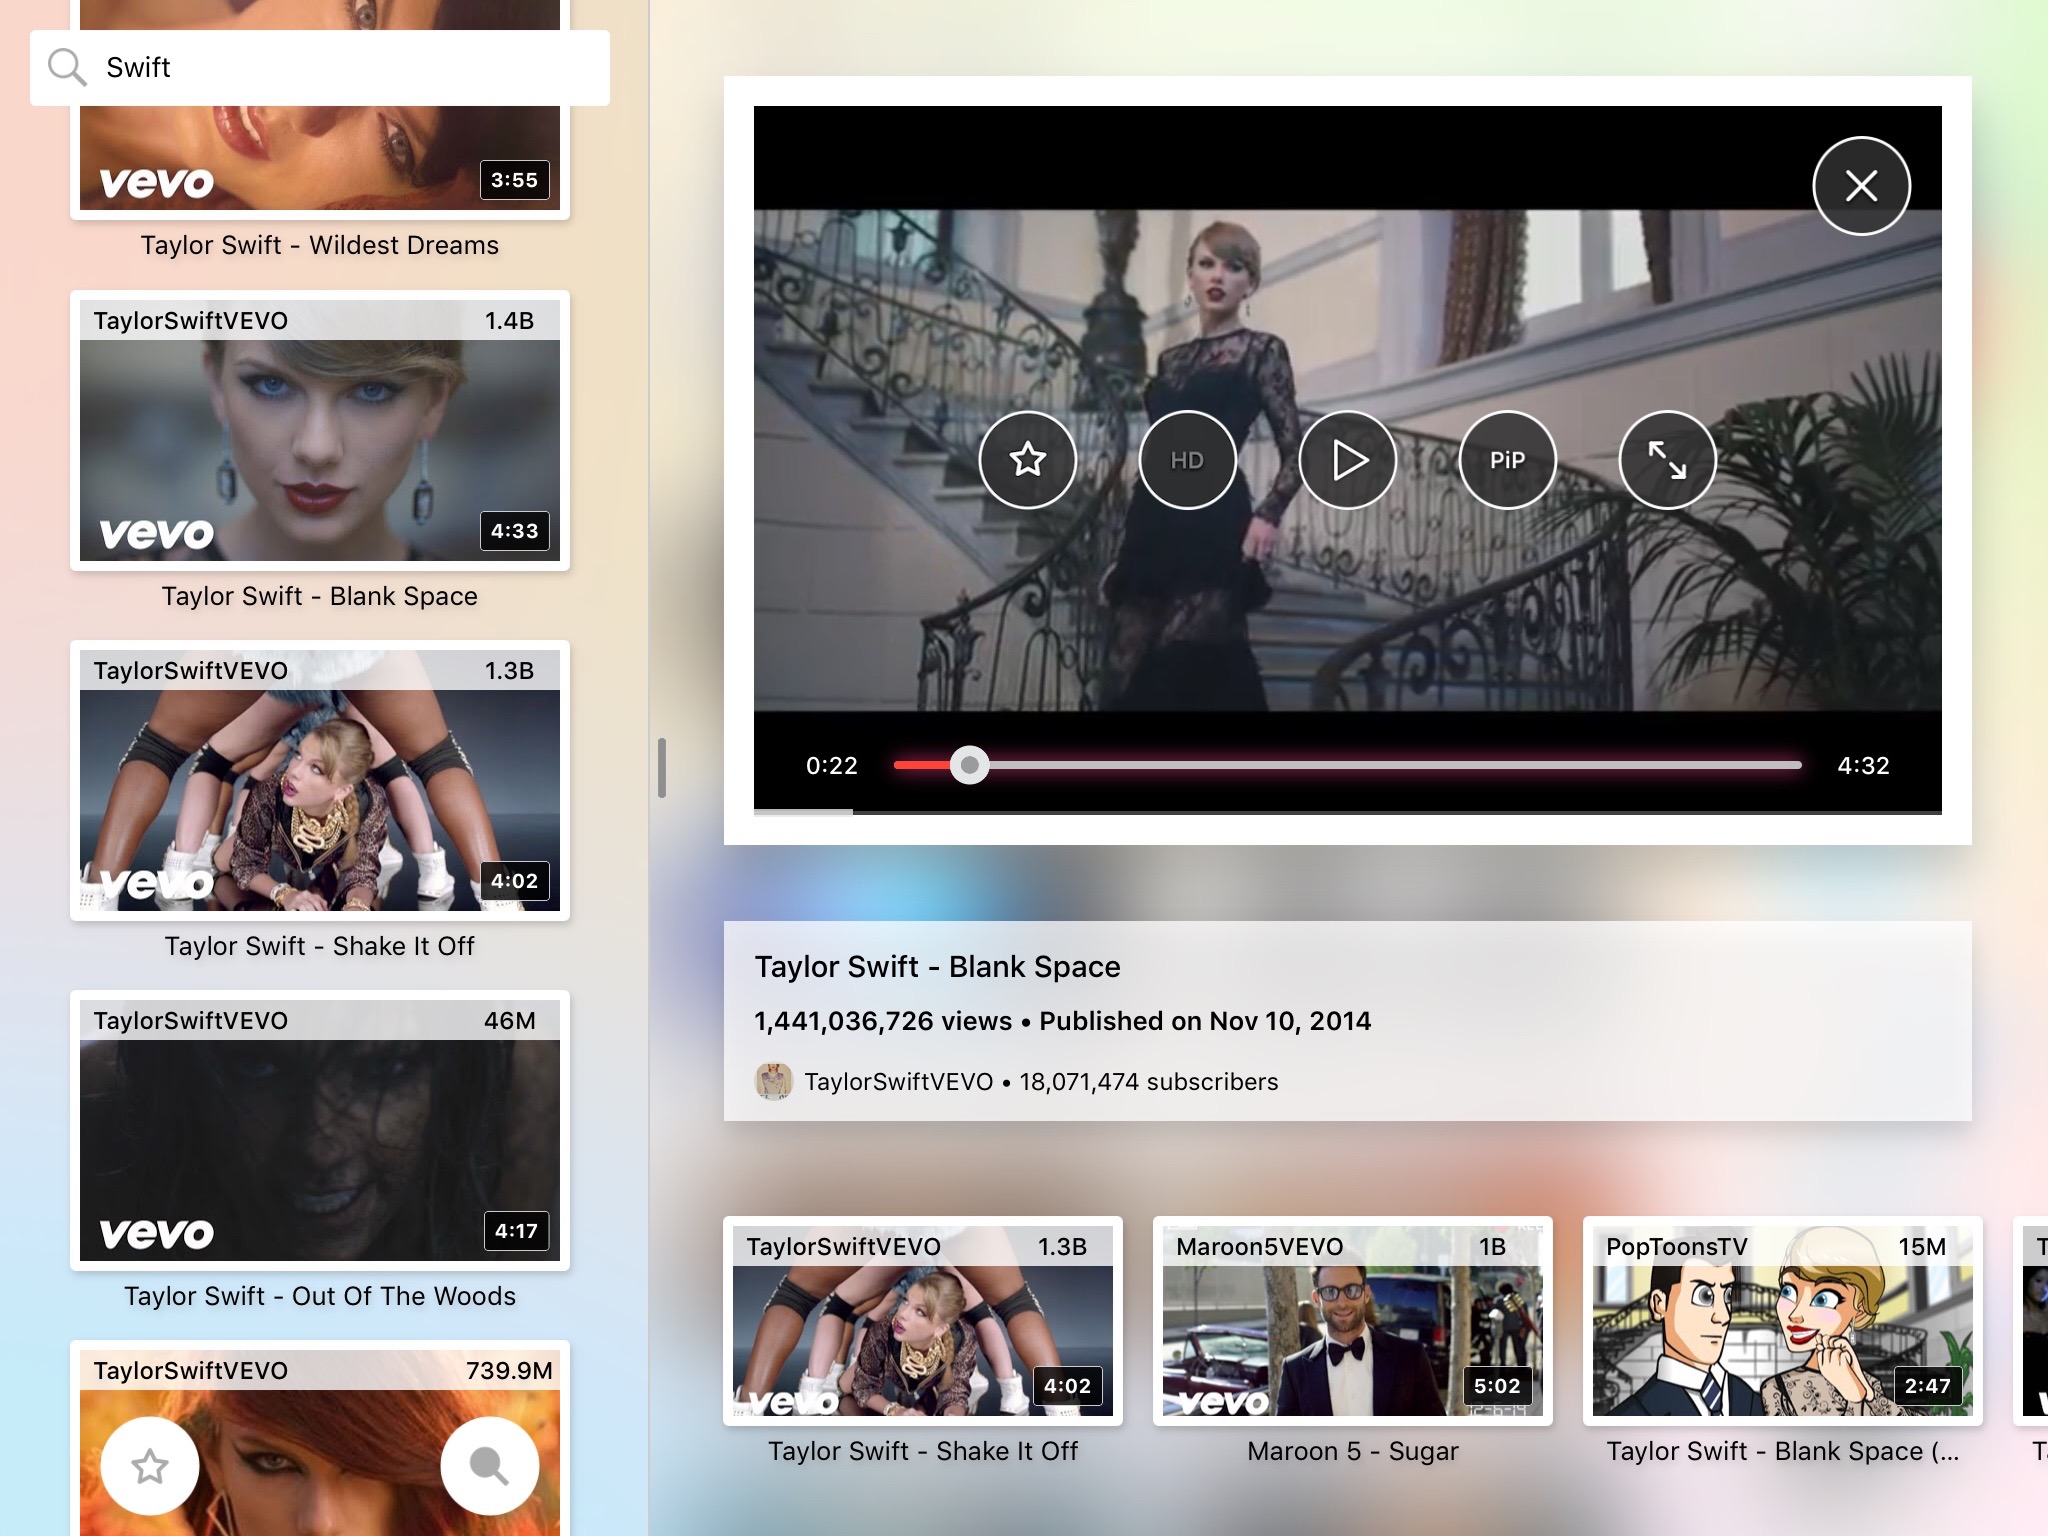 Swift
vevo
3:55
Taylor Swift - Wildest Dreams
TaylorSwiftVEVO 1.4B
vevo
4:33
Taylor Swift - Blank Space
TaylorSwiftVEVO 1.3B
vevo
4:02
Taylor Swift - Shake It Off
TaylorSwiftVEVO 46M
vevo
4:17
Taylor Swift - Out Of The Woods
TaylorSwiftVEVO 739.9M
HD
PiP
0:22
4:32
Taylor Swift - Blank Space
1,441,036,726 views • Published on Nov 10, 2014
TaylorSwiftVEVO • 18,071,474 subscribers
TaylorSwiftVEVO 1.3B
vevo
4:02
Taylor Swift - Shake It Off
Maroon5VEVO 1B
vevo
5:02
Maroon 5 - Sugar
PopToonsTV 15M
2:47
Taylor Swift - Blank Space (...